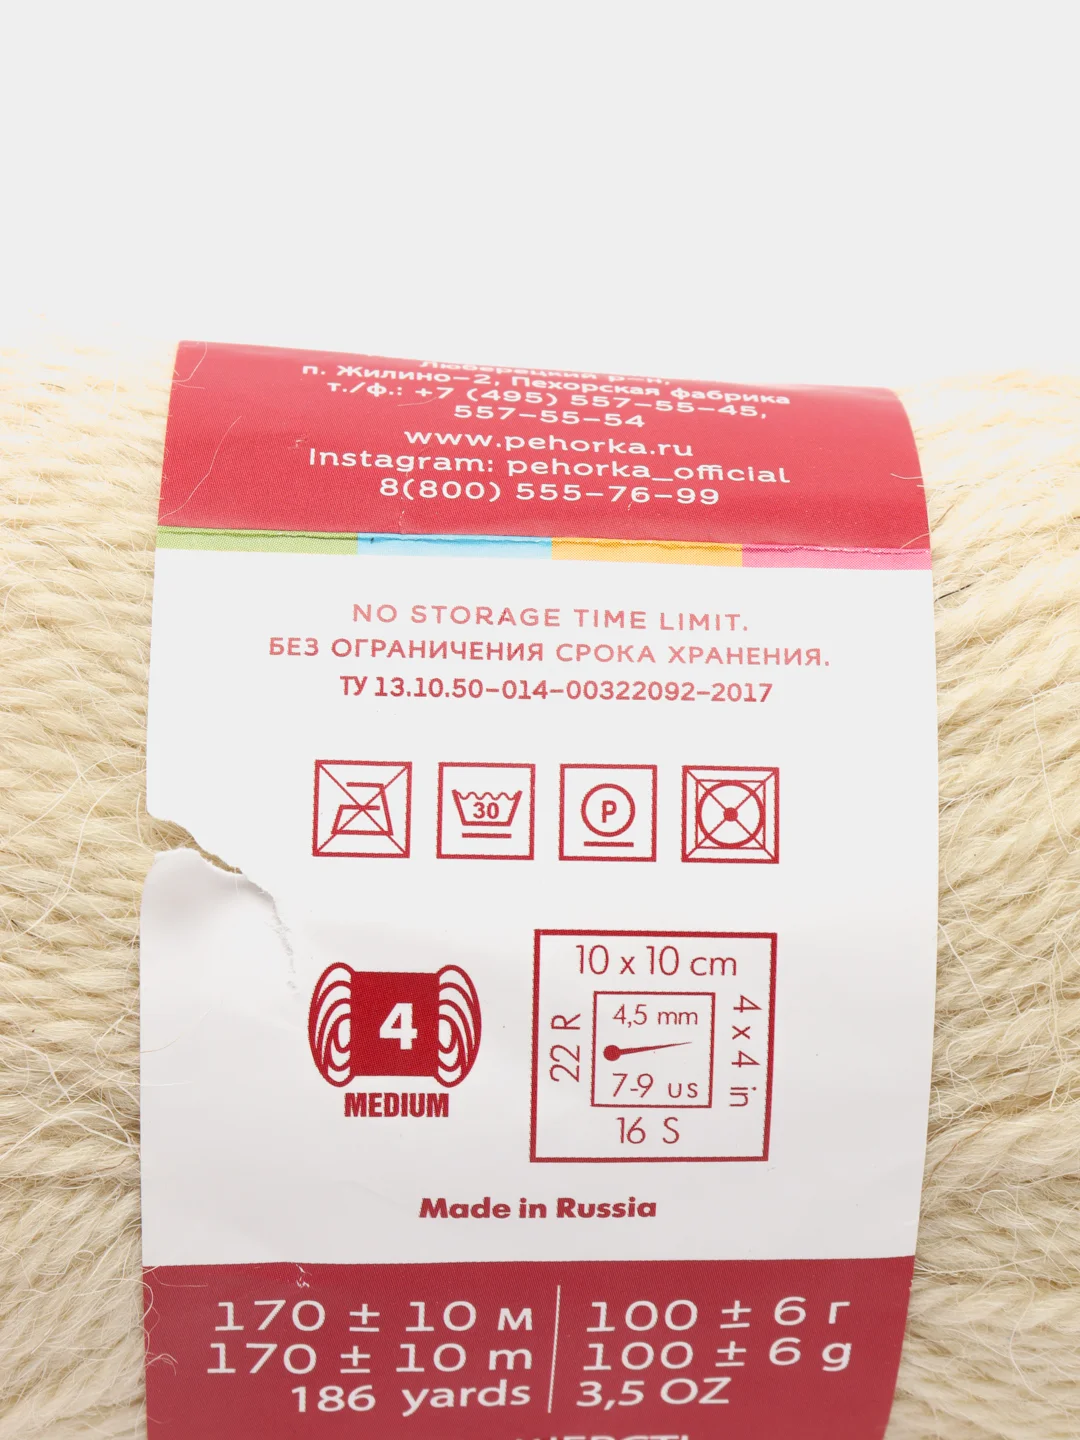 Люберецкий р-н,
п. Жилино-2, Пехорская фабрика
т./ф.: +7 (495) 557-55-45,
557-55-54
www.pehorka.ru
Instagram: pehorka_official
8(800) 555-76-99
NO STORAGE TIME LIMIT.
БЕЗ ОГРАНИЧЕНИЯ СРОКА ХРАНЕНИЯ.
ТУ 13.10.50-014-00322092-2017
30
P
4
MEDIUM
10 x 10 cm
22 R
4,5 mm
7-9 US
4 x 4 in
16 S
Made in Russia
170 ± 10 м
170 ± 10 m
186 yards
100 ± 6 г
100 ± 6 g
3,5 OZ